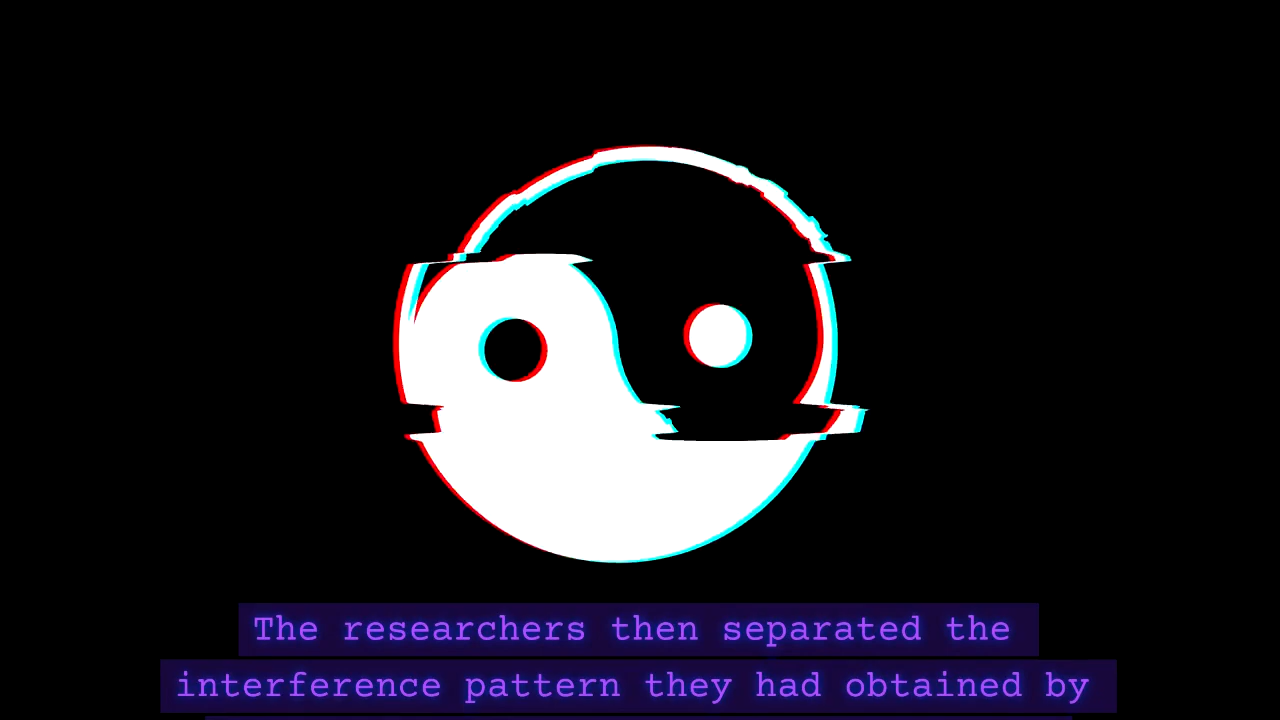 The researchers then separated the
interference pattern they had obtained by